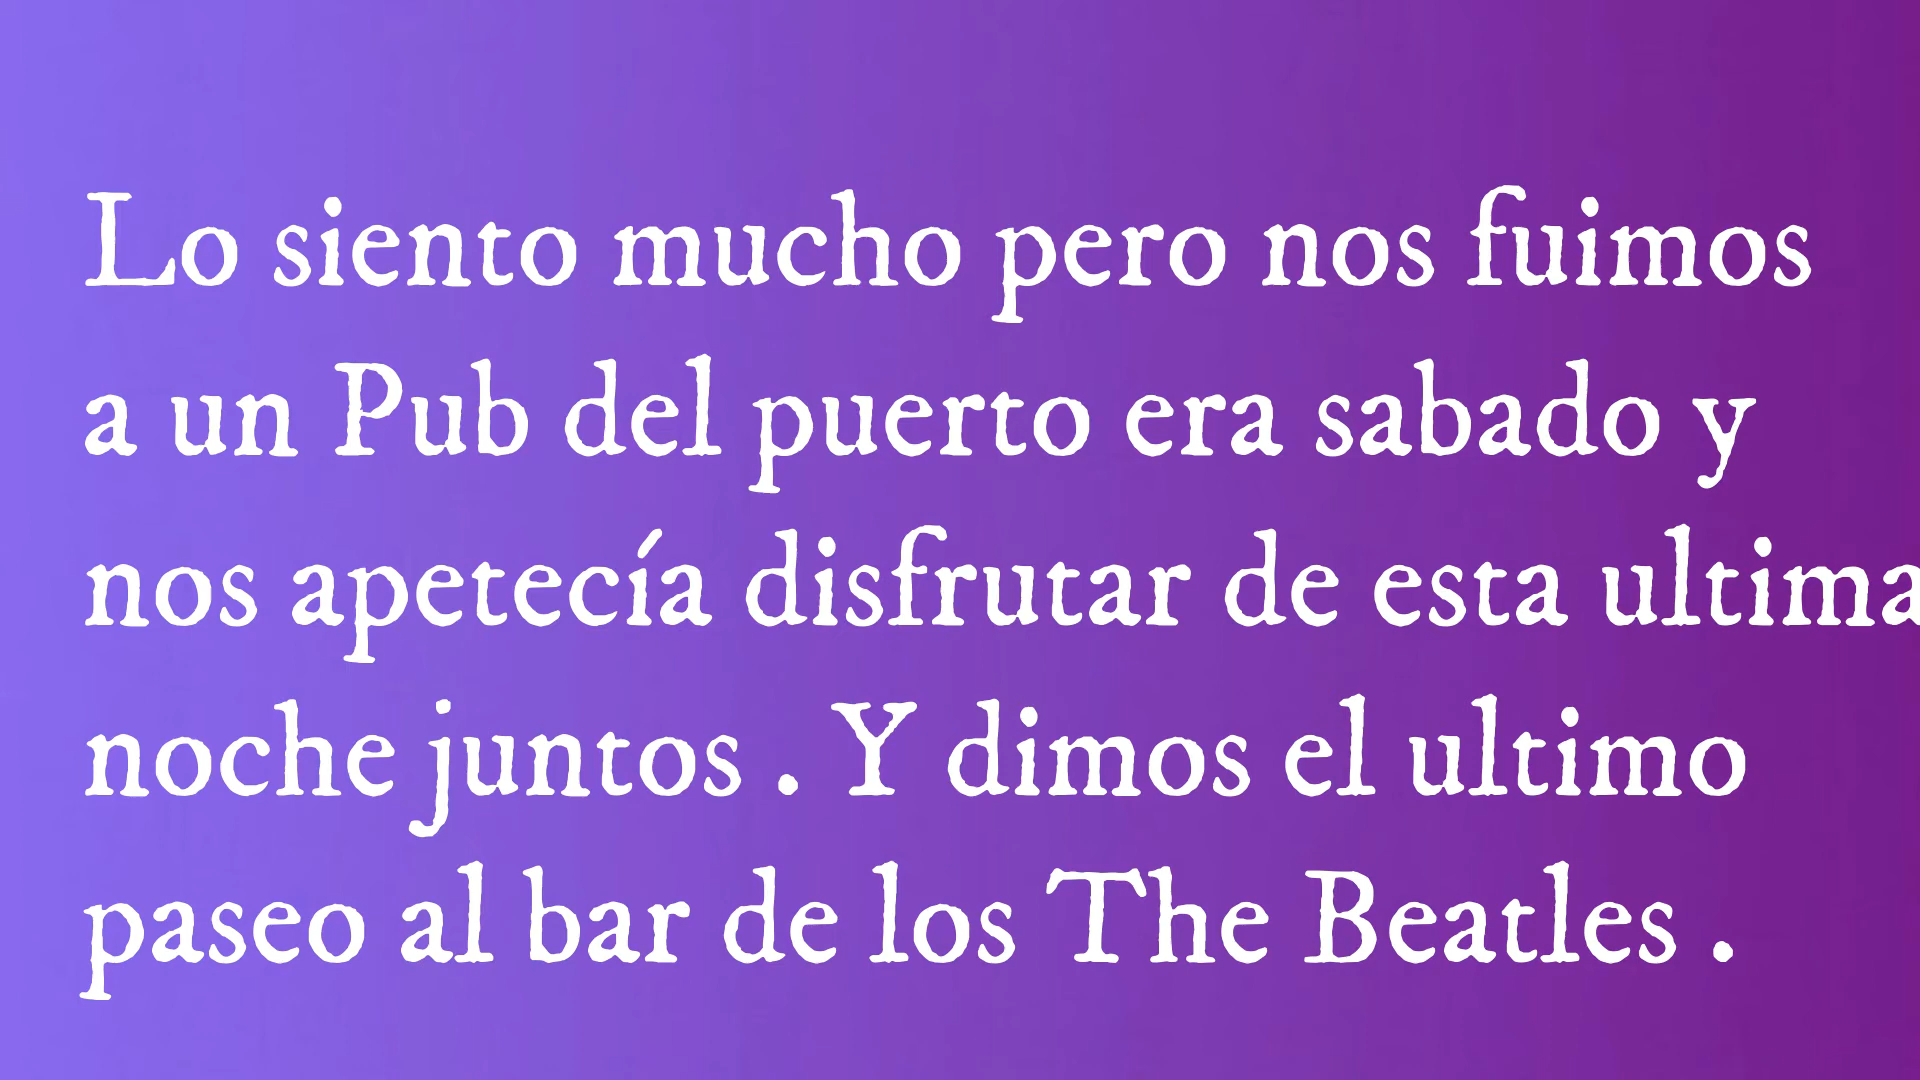 Lo siento mucho pero nos fuimos
a un Pub del puerto era sabado y
nos apetecía disfrutar de esta ultima
noche juntos . Y dimos el ultimo
paseo al bar de los The Beatles .